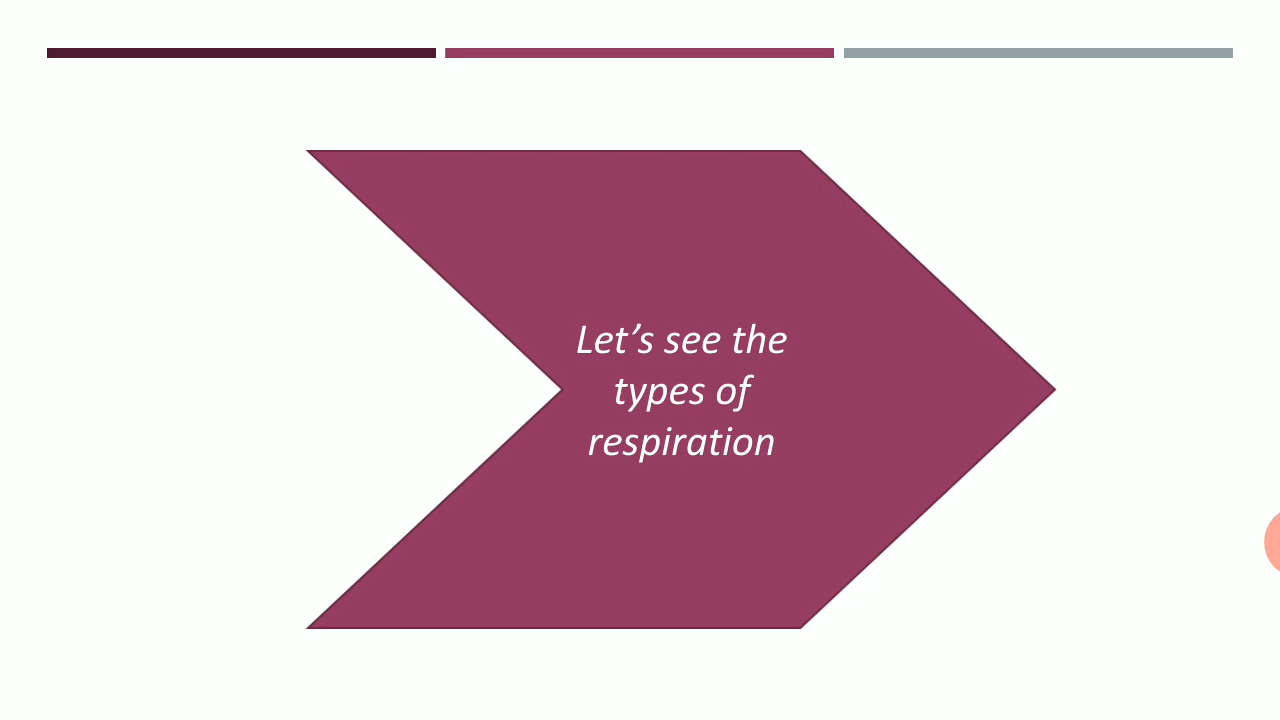 Let’s see the
types of
respiration